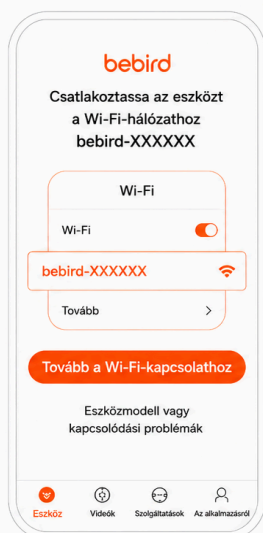 bebird
Csatlakoztassa az eszközt
a Wi-Fi-hálózathoz
bebird-XXXXXX
Wi-Fi
Wi-Fi
bebird-XXXXXX
Tovább
Tovább a Wi-Fi-kapcsolathoz
Eszközmodell vagy
kapcsolódási problémák
Eszköz Videók Szolgáltatások Az alkalmazásról